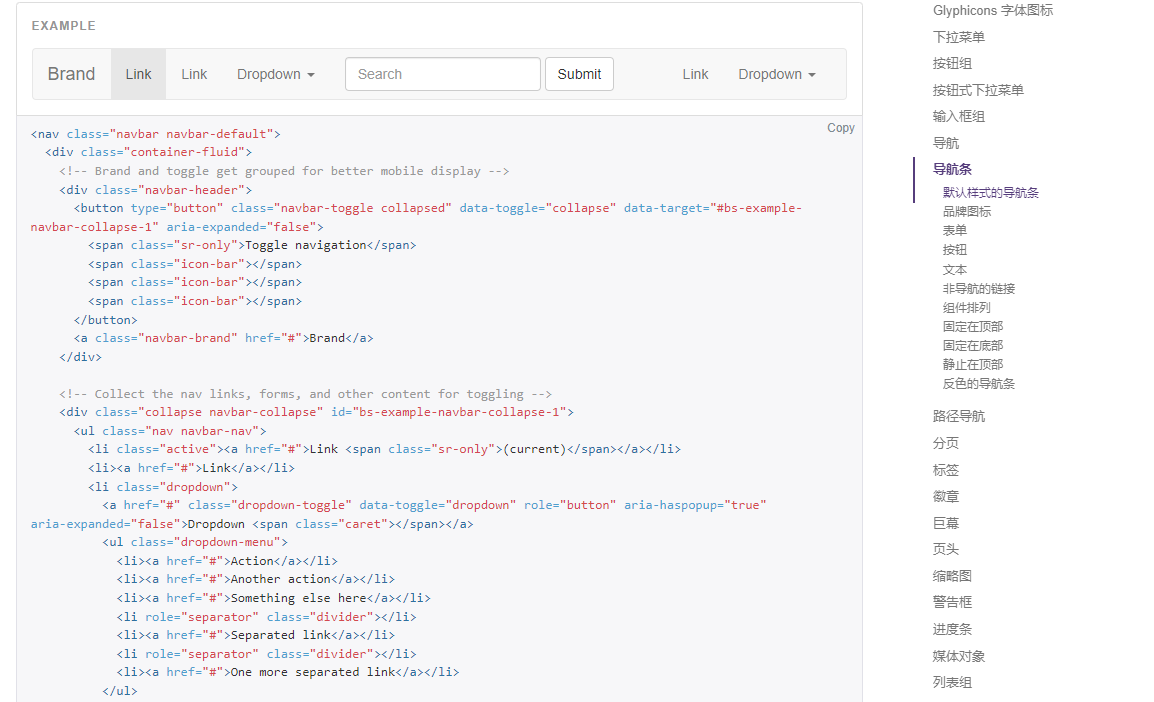 EXAMPLE
Brand Link Link Dropdown Search Submit Link Dropdown
Copy
<nav class="navbar navbar-default">
<div class="container-fluid">
<!-- Brand and toggle get grouped for better mobile display -->
<div class="navbar-header">
<button type="button" class="navbar-toggle collapsed" data-toggle="collapse" data-target="#bs-example-
navbar-collapse-1" aria-expanded="false">
<span class="sr-only">Toggle navigation</span>
<span class="icon-bar"></span>
<span class="icon-bar"></span>
<span class="icon-bar"></span>
</button>
<a class="navbar-brand" href="#">Brand</a>
</div>
<!-- Collect the nav links, forms, and other content for toggling -->
<div class="collapse navbar-collapse" id="bs-example-navbar-collapse-1">
<ul class="nav navbar-nav">
<li class="active"><a href="#">Link <span class="sr-only">(current)</span></a></li>
<li><a href="#">Link</a></li>
<li class="dropdown">
<a href="#" class="dropdown-toggle" data-toggle="dropdown" role="button" aria-haspopup="true"
aria-expanded="false">Dropdown <span class="caret"></span></a>
<ul class="dropdown-menu">
<li><a href="#">Action</a></li>
<li><a href="#">Another action</a></li>
<li><a href="#">Something else here</a></li>
<li role="separator" class="divider"></li>
<li><a href="#">Separated link</a></li>
<li role="separator" class="divider"></li>
<li><a href="#">One more separated link</a></li>
</ul>
Glyphicons 字体图标
下拉菜单
按钮组
按钮式下拉菜单
输入框组
导航
导航条
默认样式的导航条
品牌图标
表单
按钮
文本
非导航的链接
组件排列
固定在顶部
固定在底部
静止在顶部
反色的导航条
路径导航
分页
标签
徽章
巨幕
页头
缩略图
警告框
进度条
媒体对象
列表组